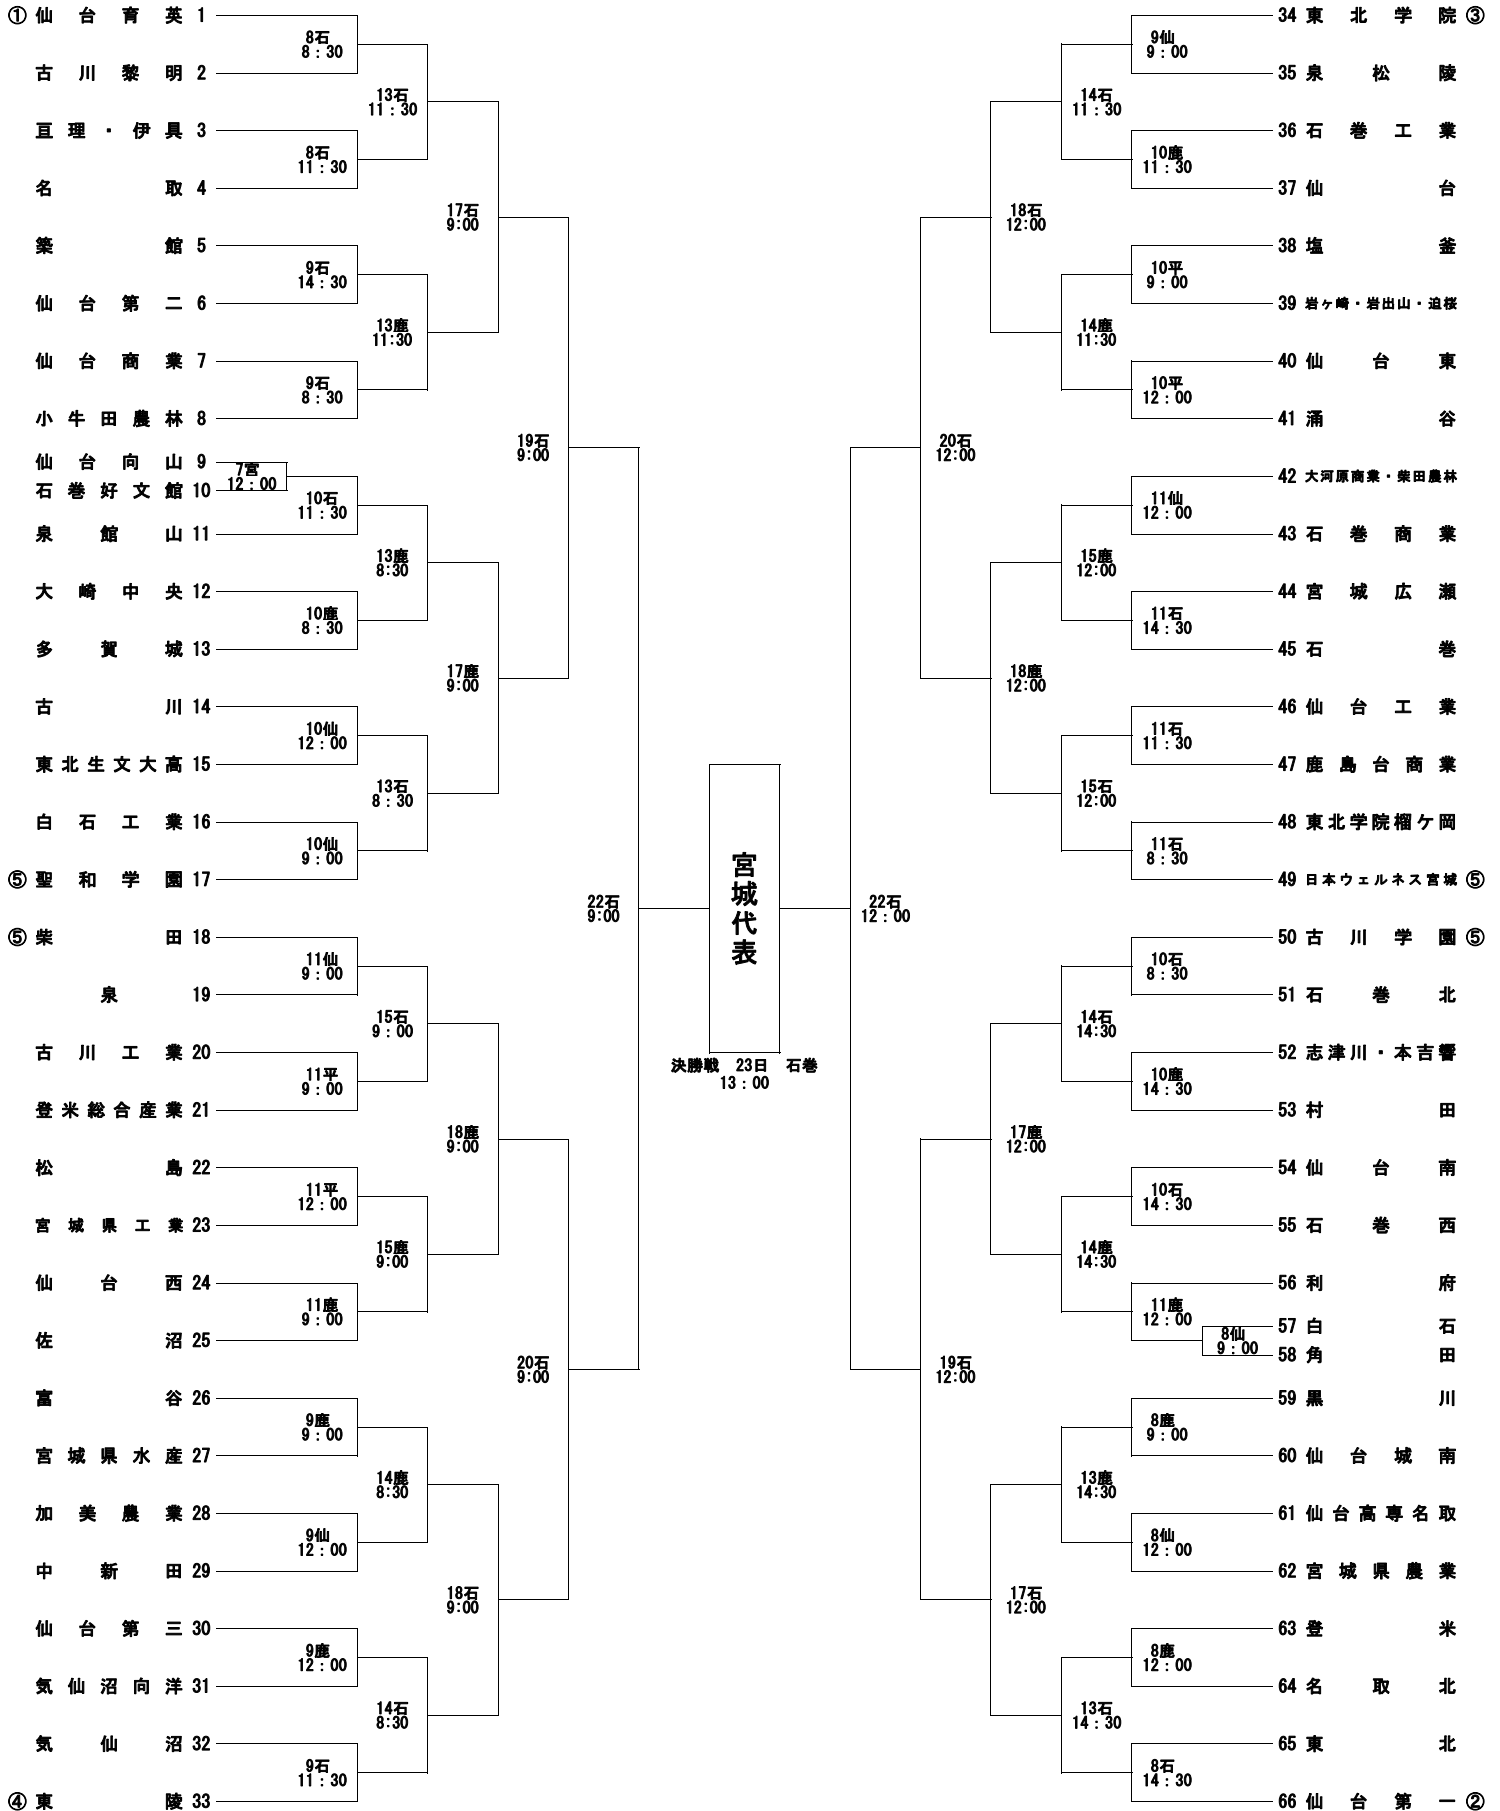 ① 仙台育英 1
8石
8：30
古川黎明 2
13石
11：30
亘理・伊具 3
8石
11：30
名取 4
17石
9:00
築館 5
9石
14：30
仙台第二 6
13鹿
11:30
仙台商業 7
9石
8：30
小牛田農林 8
19石
9:00
仙台向山 9
7宮
12：00
石巻好文館 10
10石
11：30
泉館山 11
13鹿
8:30
大崎中央 12
10鹿
8：30
多賀城 13
17鹿
9:00
古川 14
10仙
12：00
東北生文大高 15
13石
8：30
白石工業 16
10仙
9：00
⑤ 聖和学園 17
22石
9:00
⑤ 柴田 18
11仙
9：00
泉 19
15石
9：00
古川工業 20
11平
9：00
登米総合産業 21
18鹿
9:00
松島 22
11平
12：00
宮城県工業 23
15鹿
9:00
仙台西 24
11鹿
9：00
佐沼 25
20石
9:00
富谷 26
9鹿
9：00
宮城県水産 27
14鹿
8:30
加美農業 28
9仙
12：00
中新田 29
18石
9:00
仙台第三 30
9鹿
12：00
気仙沼向洋 31
14石
8:30
気仙沼 32
9石
11：30
④ 東陵 33
宮城代表
決勝戦 23日 石巻
13：00
34 東北学院 ③
9仙
9：00
35 泉松陵
14石
11：30
36 石巻工業
10鹿
11：30
37 仙台
18石
12:00
38 塩釜
10平
9：00
39 岩ヶ崎・岩出山・迫桜
14鹿
11:30
40 仙台東
10平
12：00
41 涌谷
20石
12:00
42 大河原商業・柴田農林
11仙
12：00
43 石巻商業
15鹿
12:00
44 宮城広瀬
11石
14：30
45 石巻
18鹿
12:00
46 仙台工業
11石
11：30
47 鹿島台商業
15石
12:00
48 東北学院榴ケ岡
11石
8：30
49 日本ウェルネス宮城 ⑤
22石
12：00
50 古川学園 ⑤
10石
8：30
51 石巻北
14石
14:30
52 志津川・本吉響
10鹿
14：30
53 村田
17鹿
12:00
54 仙台南
10石
14：30
55 石巻西
14鹿
14:30
56 利府
11鹿
12：00
57 白石
8仙
9：00
58 角田
19石
12:00
59 黒川
8鹿
9：00
60 仙台城南
13鹿
14:30
61 仙台高専名取
8仙
12：00
62 宮城県農業
17石
12:00
63 登米
8鹿
12：00
64 名取北
13石
14：30
65 東北
8石
14：30
66 仙台第一 ②